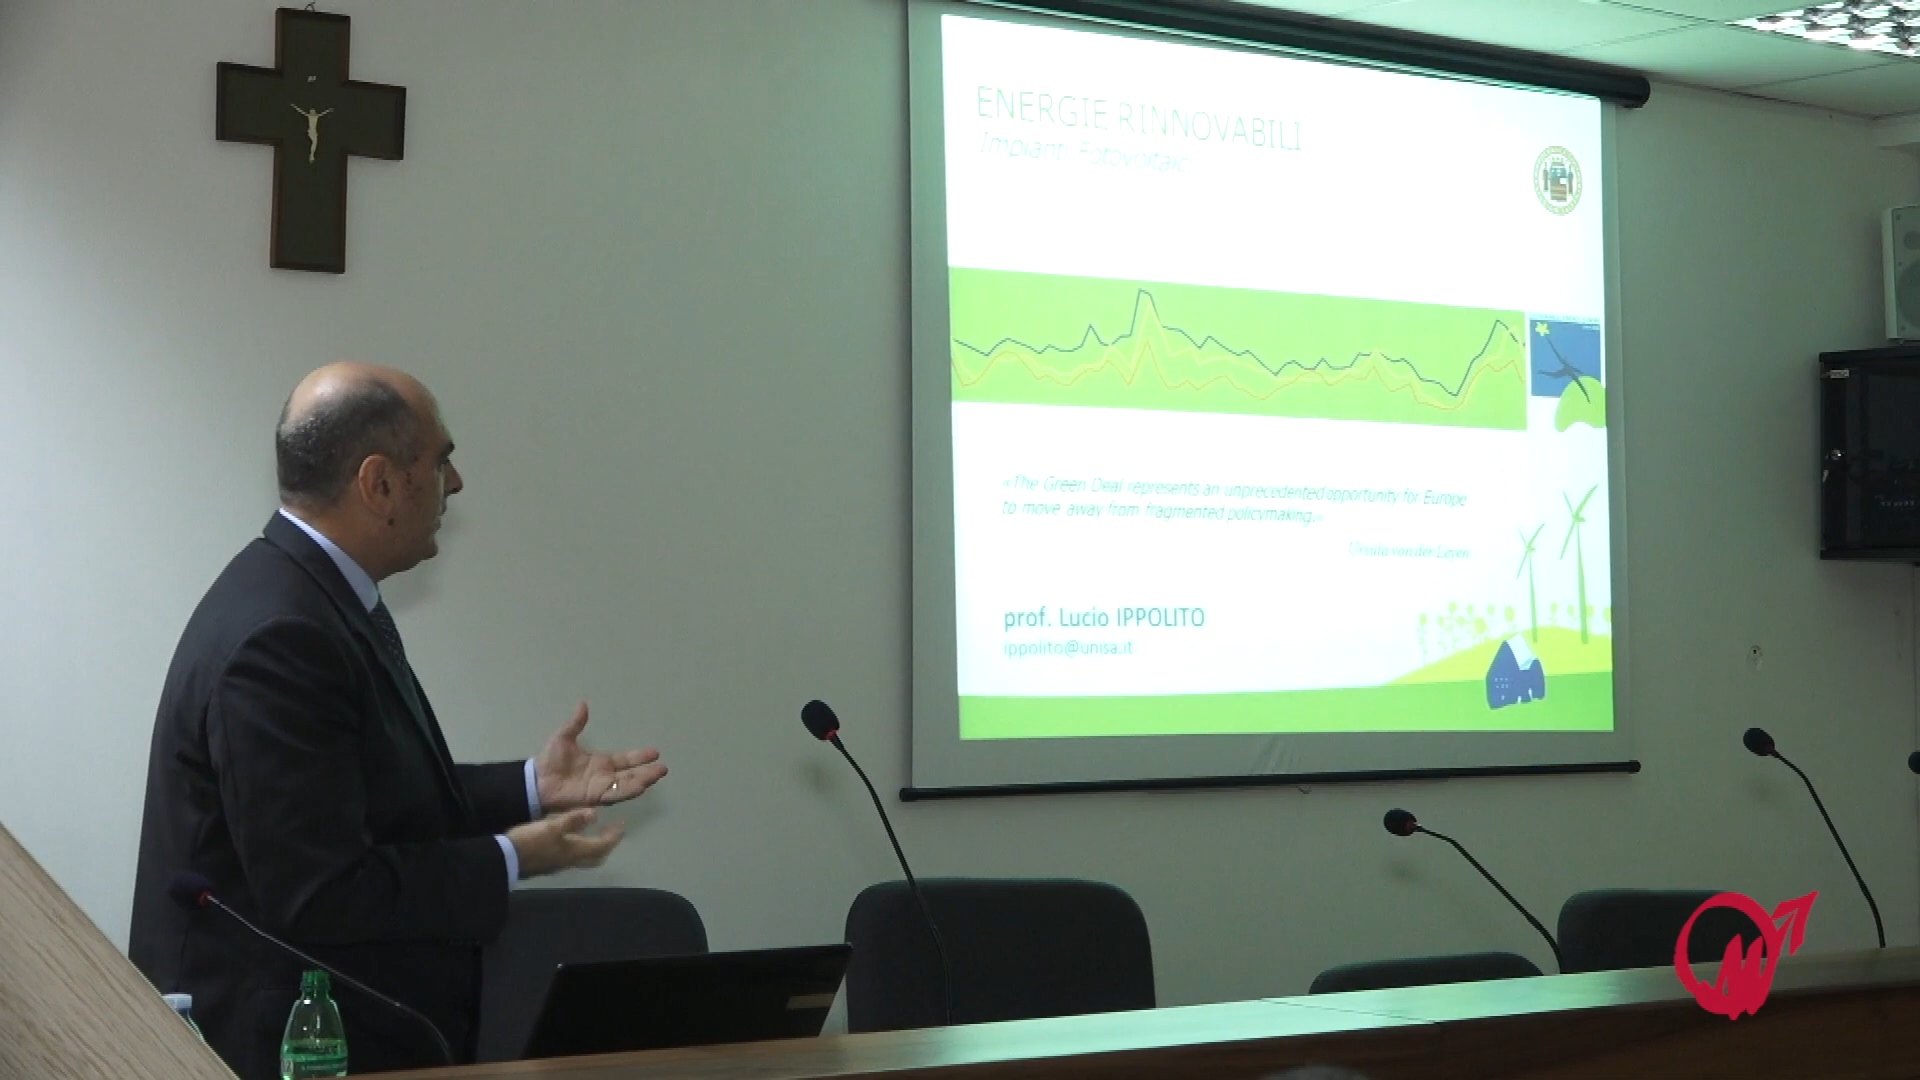 ENERGIE RINNOVABILI
Impianti Fotovoltaici
«The Green Deal represents an unprecedented opportunity for Europe
to move away from fragmented policymaking.»
Ursula von der Leyen
prof. Lucio IPPOLITO
ippolito@unisa.it